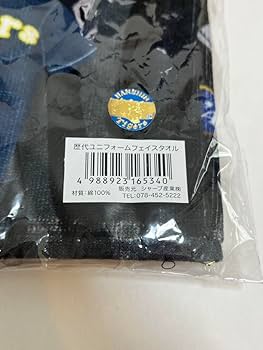 ers
HANSHIN
Tigers
歴代ユニフォームフェイスタオル
4 988923 165340
材質：綿100%
販売元 シャープ産業㈱
TEL:078-452-5222